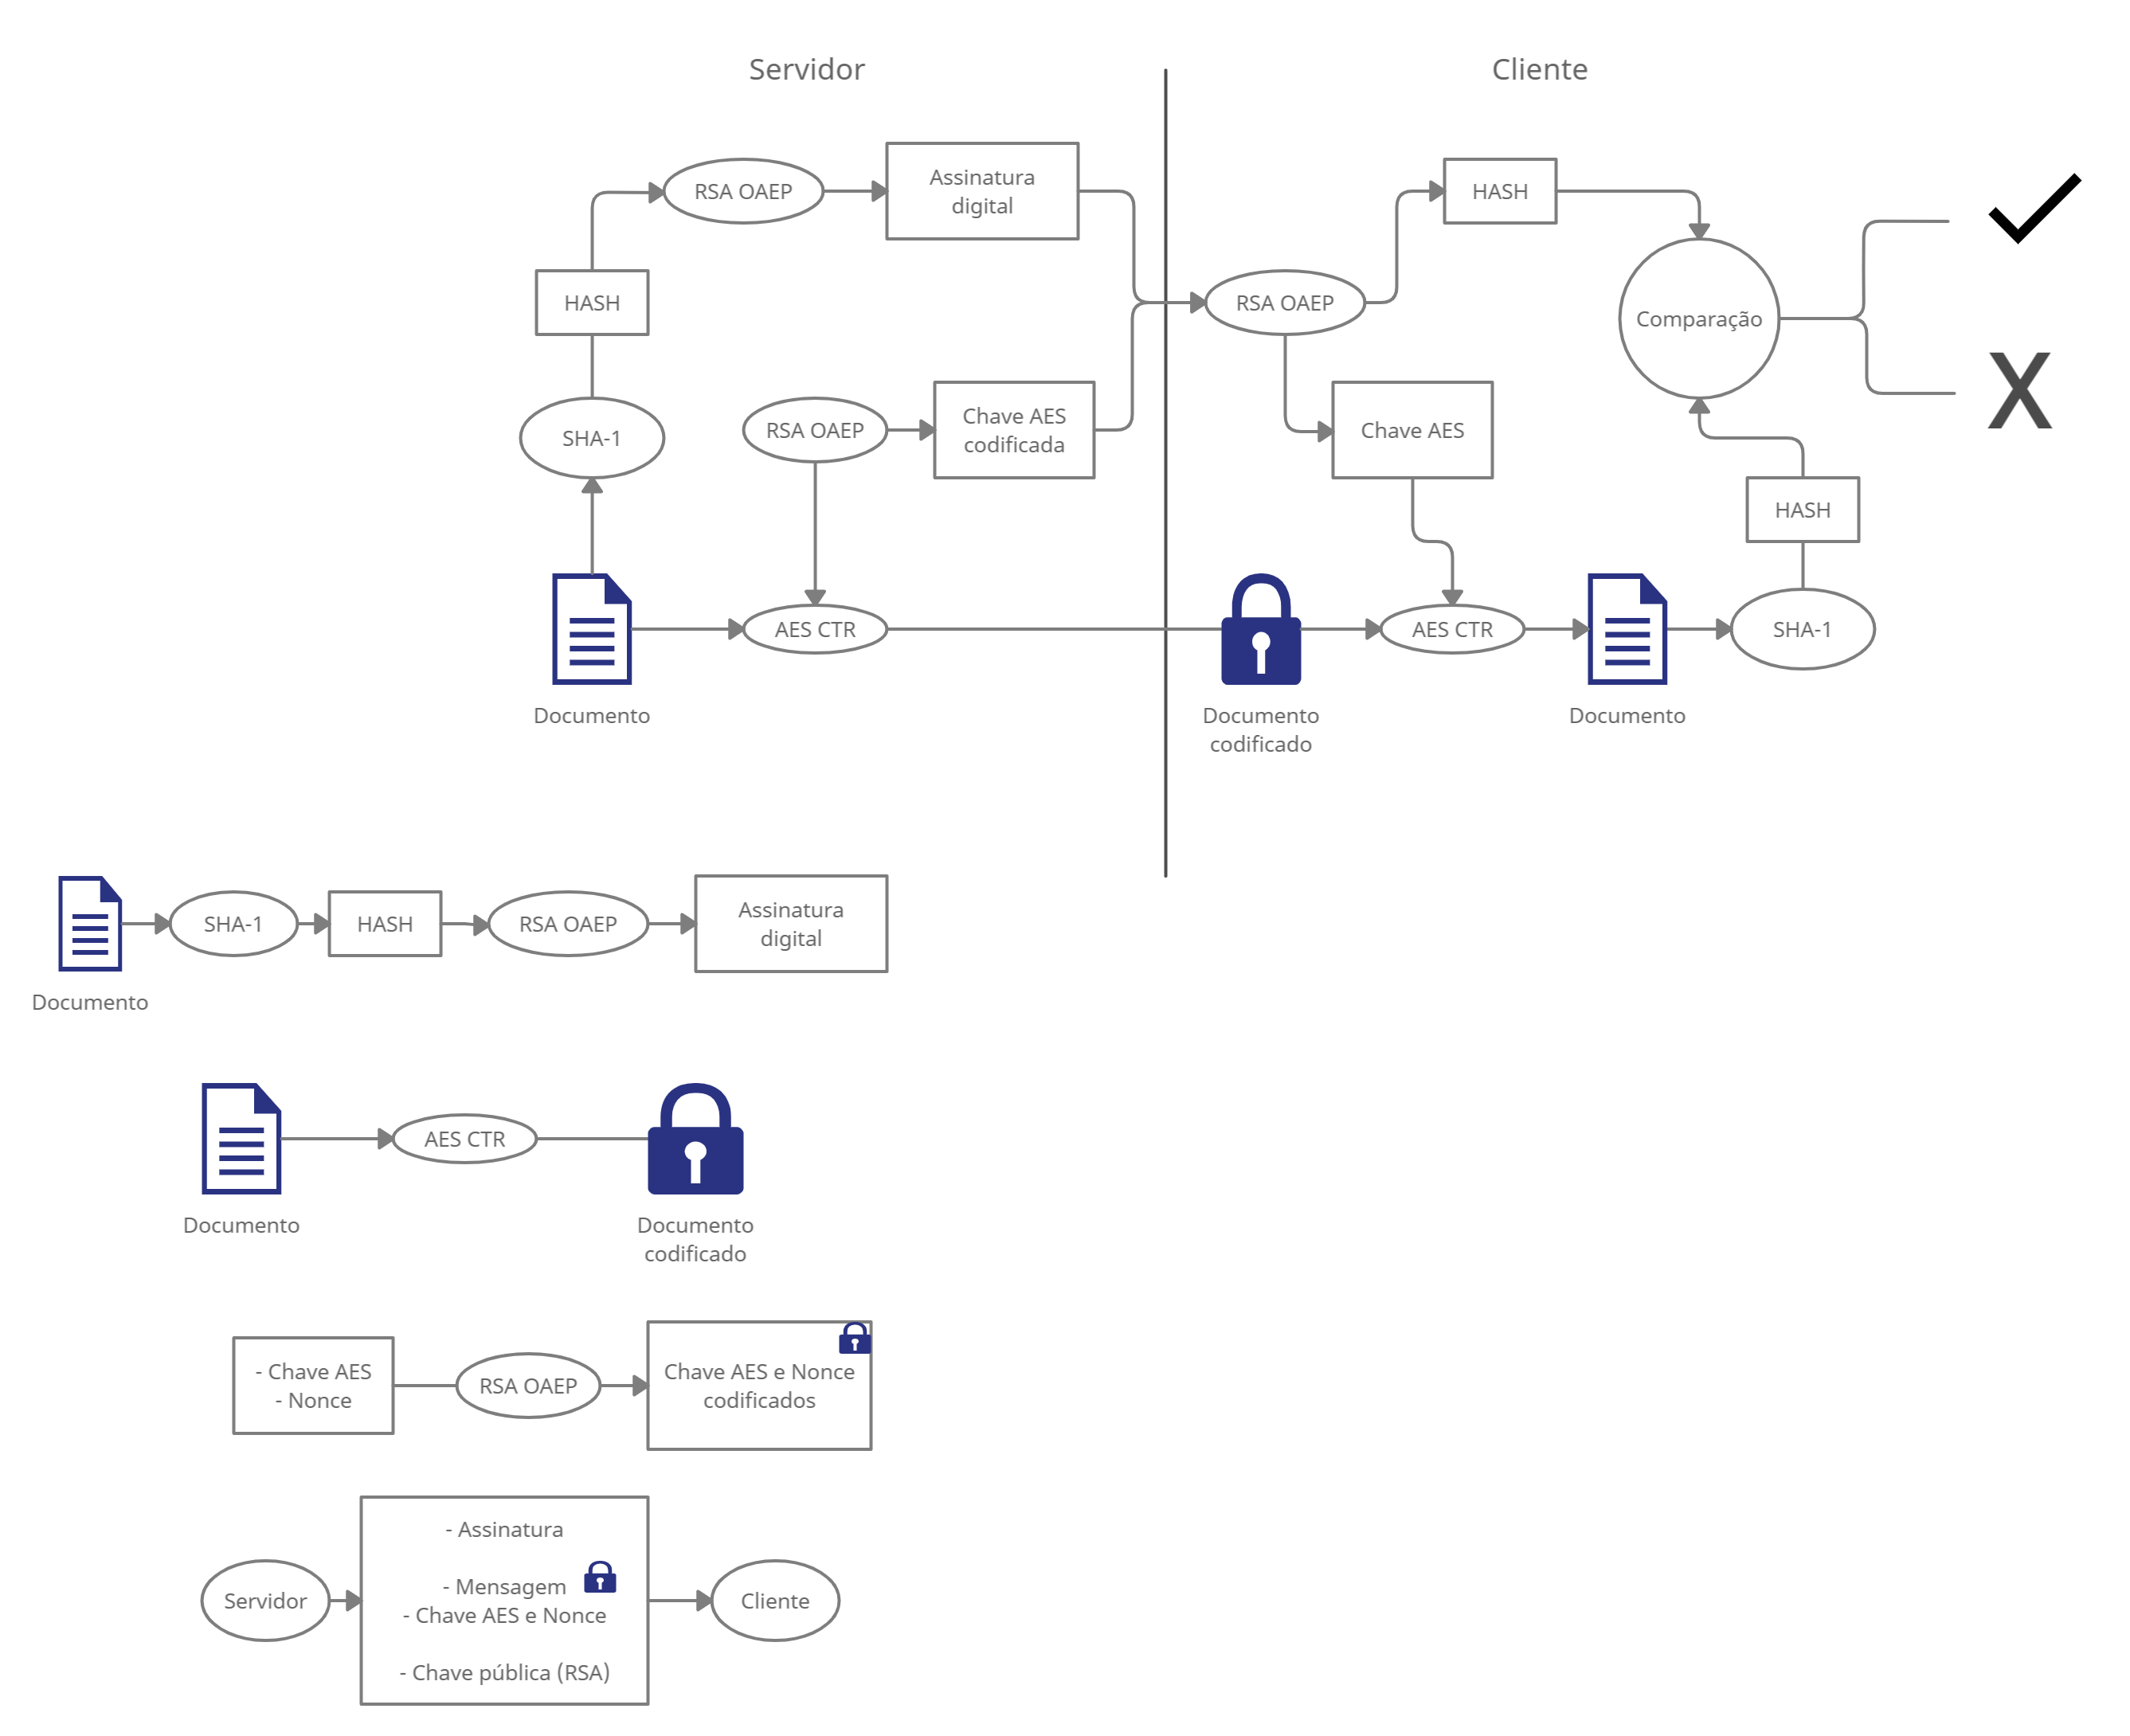 Servidor
Cliente
RSA OAEP
Assinatura
digital
HASH
HASH
RSA OAEP
Comparação
SHA-1
RSA OAEP
Chave AES
codificada
Chave AES
X
HASH
AES CTR
AES CTR
SHA-1
Documento
Documento
codificado
Documento
SHA-1
HASH
RSA OAEP
Assinatura
digital
Documento
AES CTR
Documento
Documento
codificado
- Chave AES
- Nonce
RSA OAEP
Chave AES e Nonce
codificados
Servidor
- Assinatura
- Mensagem
- Chave AES e Nonce
- Chave pública (RSA)
Cliente